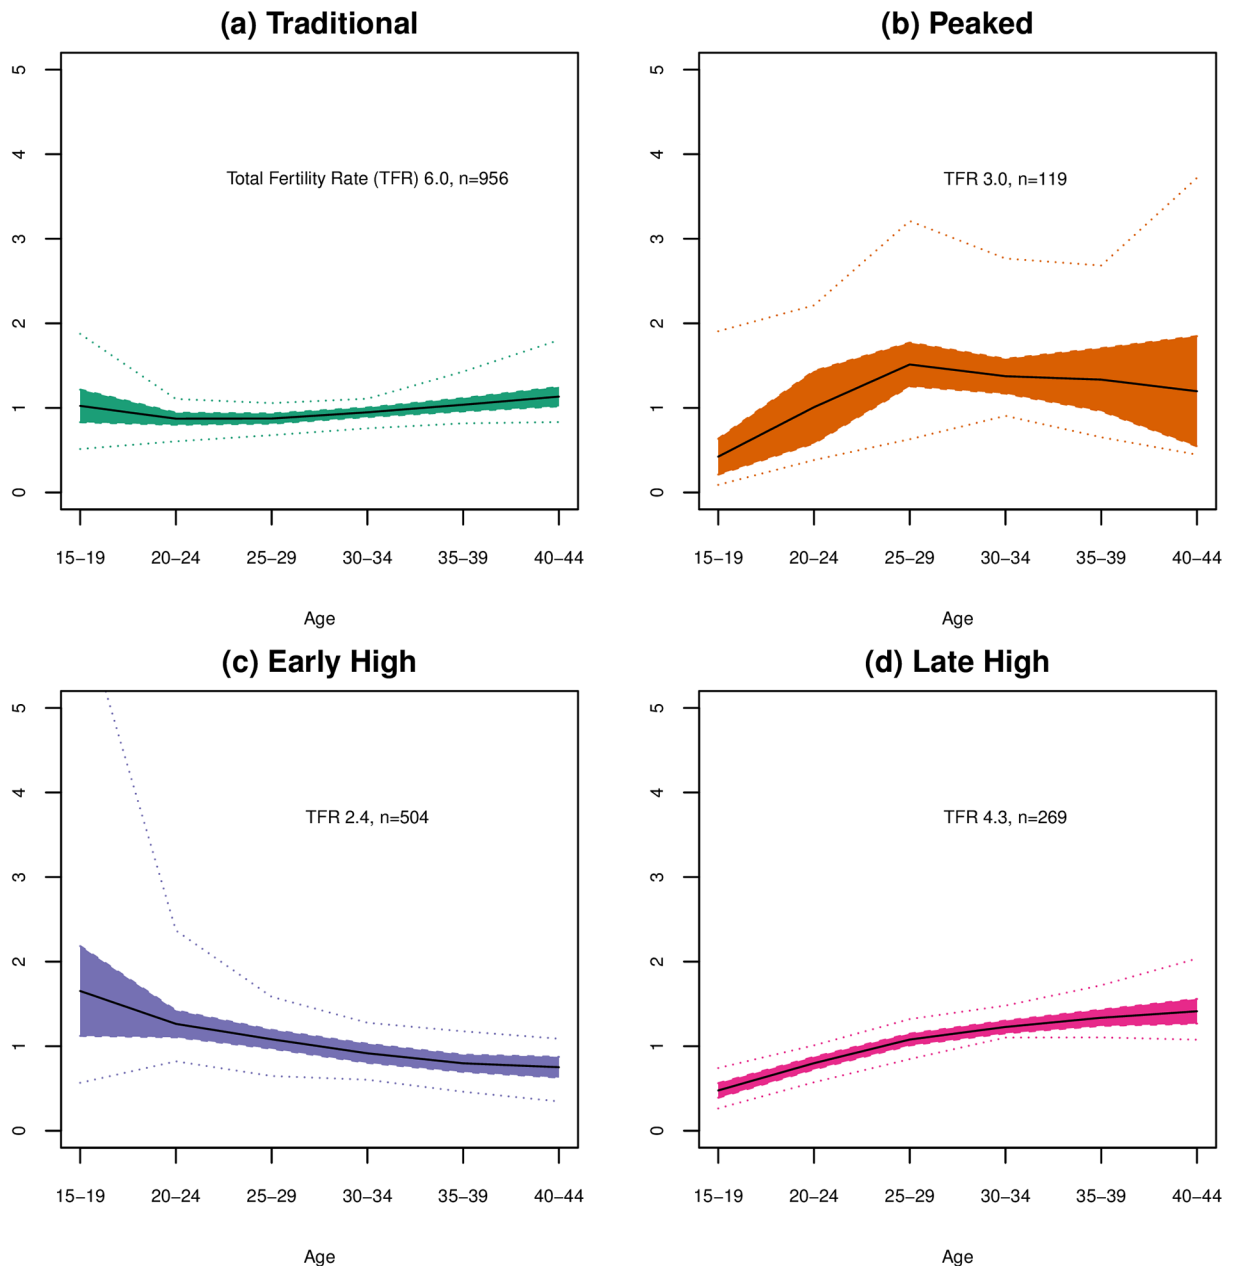 (a) Traditional
5
4
3
2
1
0
Total Fertility Rate (TFR) 6.0, n=956
15−19 20−24 25−29 30−34 35−39 40−44
Age
(b) Peaked
5
4
3
2
1
0
TFR 3.0, n=119
15−19 20−24 25−29 30−34 35−39 40−44
Age
(c) Early High
5
4
3
2
1
0
TFR 2.4, n=504
15−19 20−24 25−29 30−34 35−39 40−44
Age
(d) Late High
5
4
3
2
1
0
TFR 4.3, n=269
15−19 20−24 25−29 30−34 35−39 40−44
Age